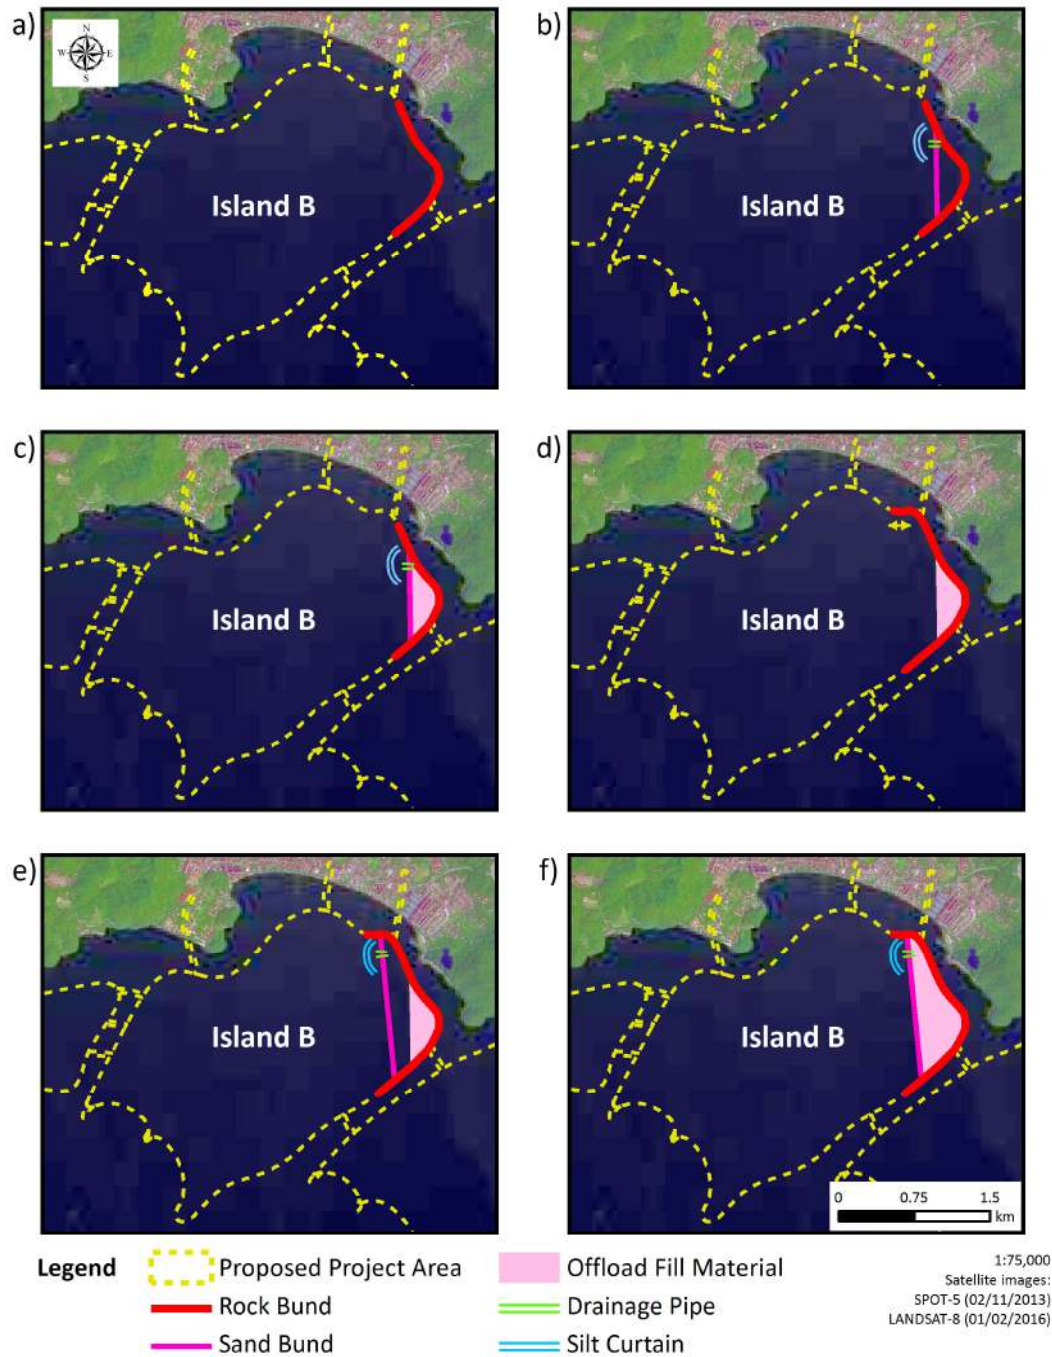 a)
N
W E
S
Island B
b)
Island B
c)
Island B
d)
Island B
e)
Island B
f)
Island B
0 0.75 1.5
km
Legend
Proposed Project Area
Rock Bund
Sand Bund
Offload Fill Material
Drainage Pipe
Silt Curtain
1:75,000
Satellite images:
SPOT-5 (02/11/2013)
LANDSAT-8 (01/02/2016)